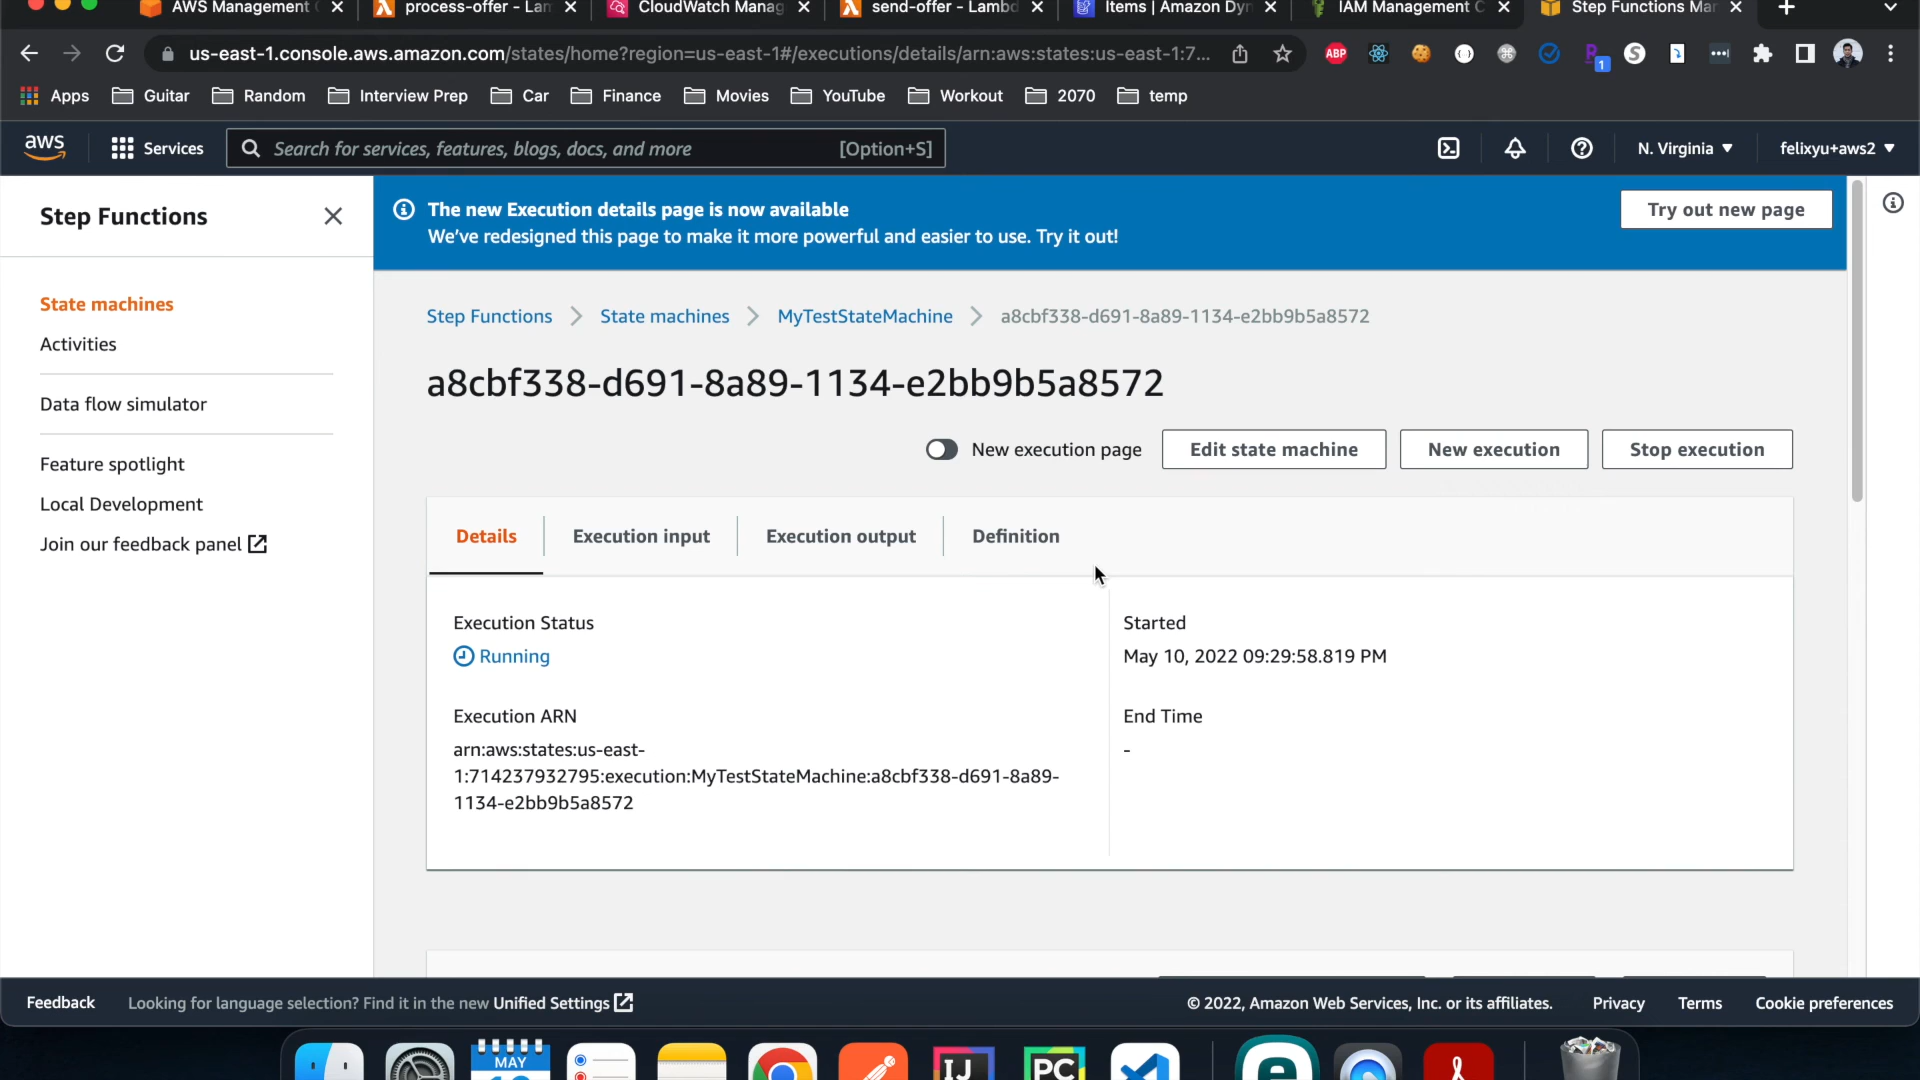 AWS Management
process-offer - Lam
CloudWatch Manag
send-offer - Lambd
Items | Amazon Dyn
IAM Management C
Step Functions Man
us-east-1.console.aws.amazon.com/states/home?region=us-east-1#/executions/details/arn:aws:states:us-east-1:7...
ABP
1
Apps
Guitar
Random
Interview Prep
Car
Finance
Movies
YouTube
Workout
2070
temp
aws
Services
Search for services, features, blogs, docs, and more
[Option+S]
N. Virginia
felixyu+aws2
Step Functions
State machines
Activities
Data flow simulator
Feature spotlight
Local Development
Join our feedback panel
The new Execution details page is now available
We've redesigned this page to make it more powerful and easier to use. Try it out!
Try out new page
Step Functions
State machines
MyTestStateMachine
a8cbf338-d691-8a89-1134-e2bb9b5a8572
a8cbf338-d691-8a89-1134-e2bb9b5a8572
New execution page
Edit state machine
New execution
Stop execution
Details
Execution input
Execution output
Definition
Execution Status
Running
Execution ARN
arn:aws:states:us-east-
1:714237932795:execution:MyTestStateMachine:a8cbf338-d691-8a89-
1134-e2bb9b5a8572
Started
May 10, 2022 09:29:58.819 PM
End Time
-
Feedback
Looking for language selection? Find it in the new Unified Settings
© 2022, Amazon Web Services, Inc. or its affiliates.
Privacy
Terms
Cookie preferences
MAY
IJ
PC